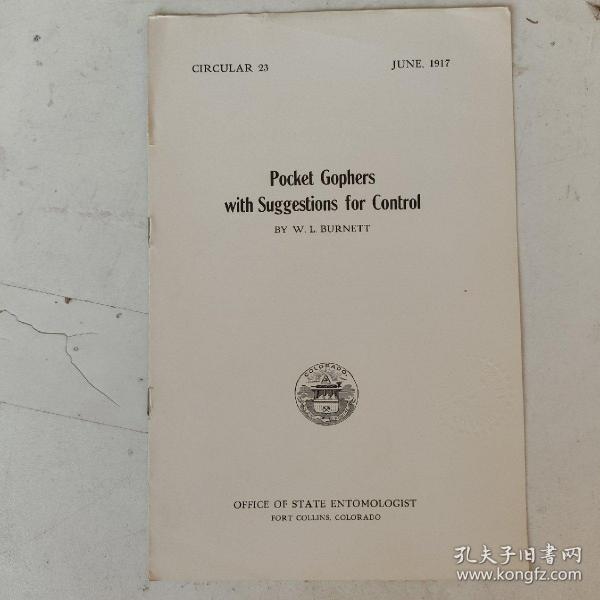 CIRCULAR 23
JUNE, 1917
Pocket Gophers
with Suggestions for Control
BY W. L. BURNETT
COLORADO
OFFICE OF STATE ENTOMOLOGIST
FORT COLLINS, COLORADO
孔夫子旧书网
www.kongfz.com